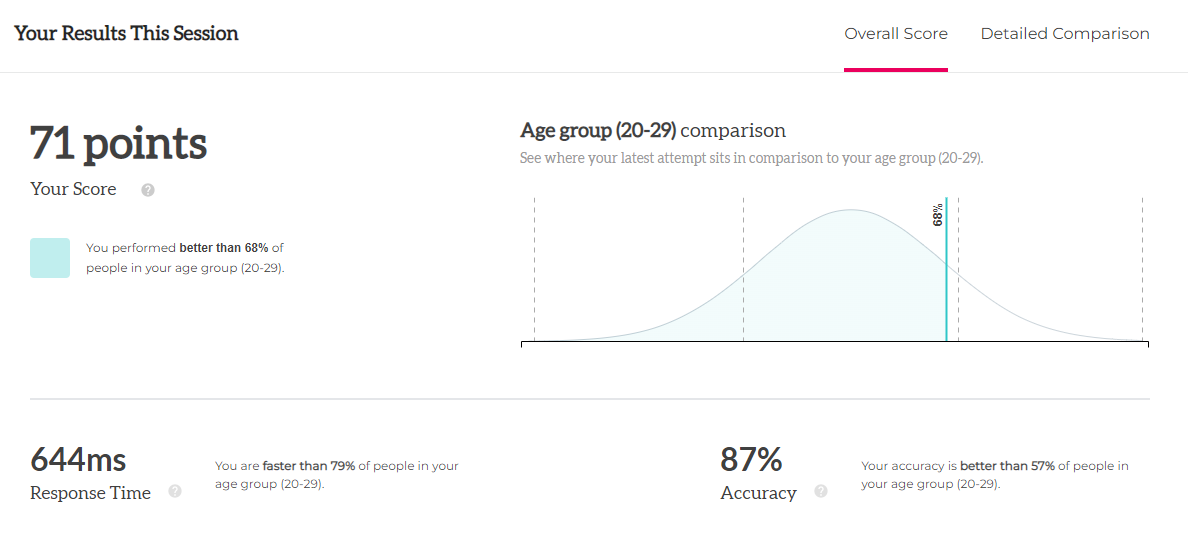 Your Results This Session
Overall Score
Detailed Comparison
71 points
Your Score ?
You performed better than 68% of
people in your age group (20-29).
Age group (20-29) comparison
See where your latest attempt sits in comparison to your age group (20-29).
68%
644ms
Response Time ?
You are faster than 79% of people in your
age group (20-29).
87%
Accuracy ?
Your accuracy is better than 57% of people in
your age group (20-29).